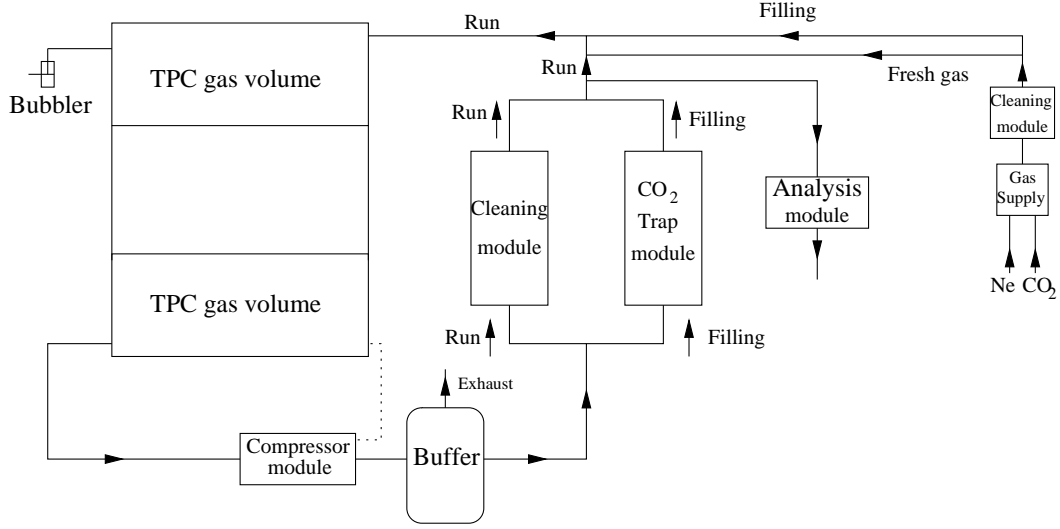 Filling
Run
TPC gas volume
Run
Fresh gas
Bubbler
Cleaning
module
Run
Filling
Gas
Supply
CO2
Trap
module
Cleaning
module
Analysis
module
Ne CO2
TPC gas volume
Run
Filling
Exhaust
Compressor
module
Buffer